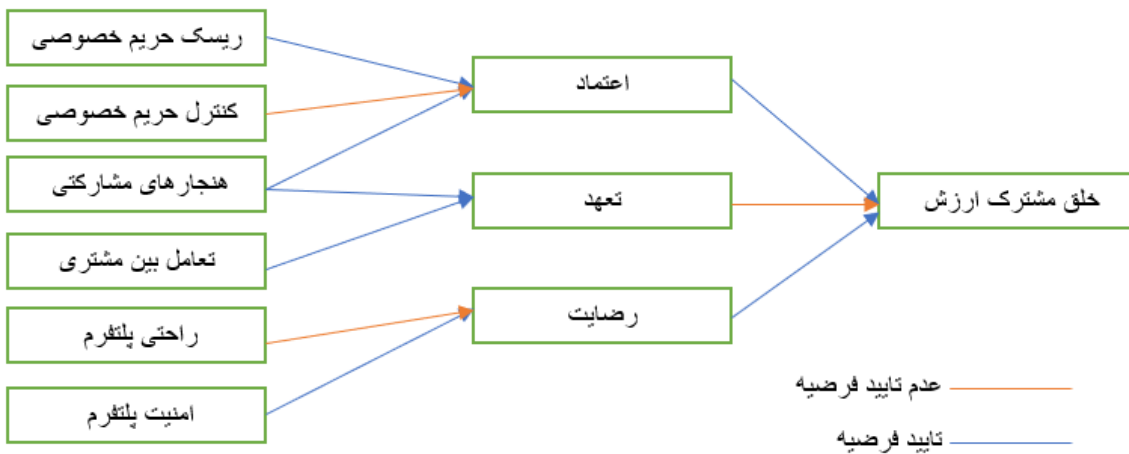 ریسک حریم خصوصی
کنترل حریم خصوصی
هنجارهای مشارکتی
تعامل بین مشتری
راحتی پلتفرم
امنیت پلتفرم
اعتماد
تعهد
رضایت
خلق مشترک ارزش
عدم تایید فرضیه
تایید فرضیه